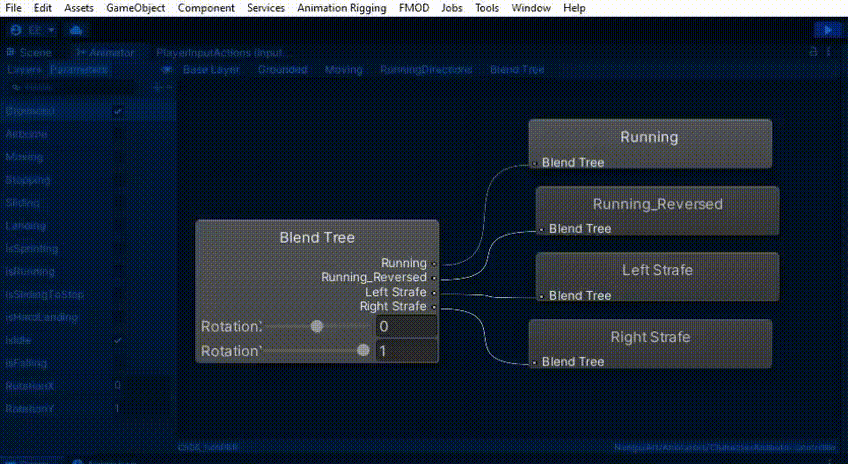 File Edit Assets GameObject Component Services Animation Rigging FMOD Jobs Tools Window Help
EE
Scene Animator PlayerInputActions (Input...
Layers Parameters Base Layer Grounded Moving RunningDirections Blend Tree
Grounded
Airborne
Moving
Stopping
Sliding
Landing
isSprinting
isRunning
isSlidingToStop
isHardLanding
isIdle
isFalling
RotationX 0
RotationY 1
Blend Tree
Running
Running_Reversed
Left Strafe
Right Strafe
Rotation 0
Rotation 1
Running
Blend Tree
Running_Reversed
Blend Tree
Left Strafe
Blend Tree
Right Strafe
Blend Tree